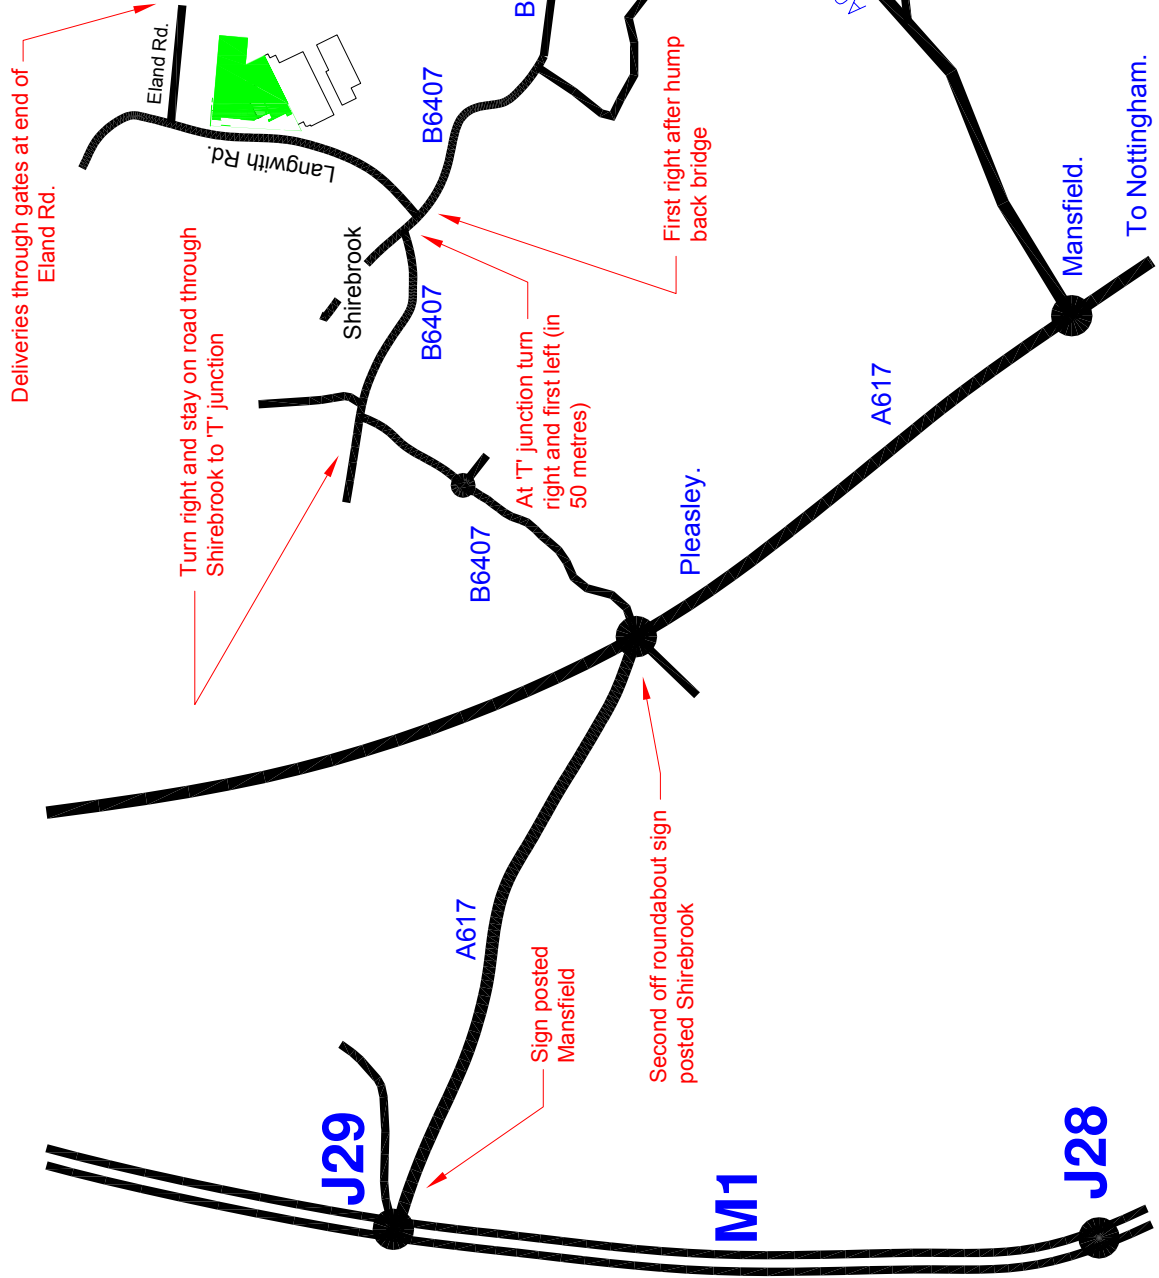 Deliveries through gates at end of
Eland Rd.
Eland Rd.
Langwith Rd.
B
B6407
First right after hump
back bridge
Turn right and stay on road through
Shirebrook to 'T' junction
Shirebrook
B6407
At 'T' junction turn
right and first left (in
50 metres)
B6407
Pleasley.
A617
Mansfield.
To Nottingham.
A617
Sign posted
Mansfield
Second off roundabout sign
posted Shirebrook
J29
M1
J28